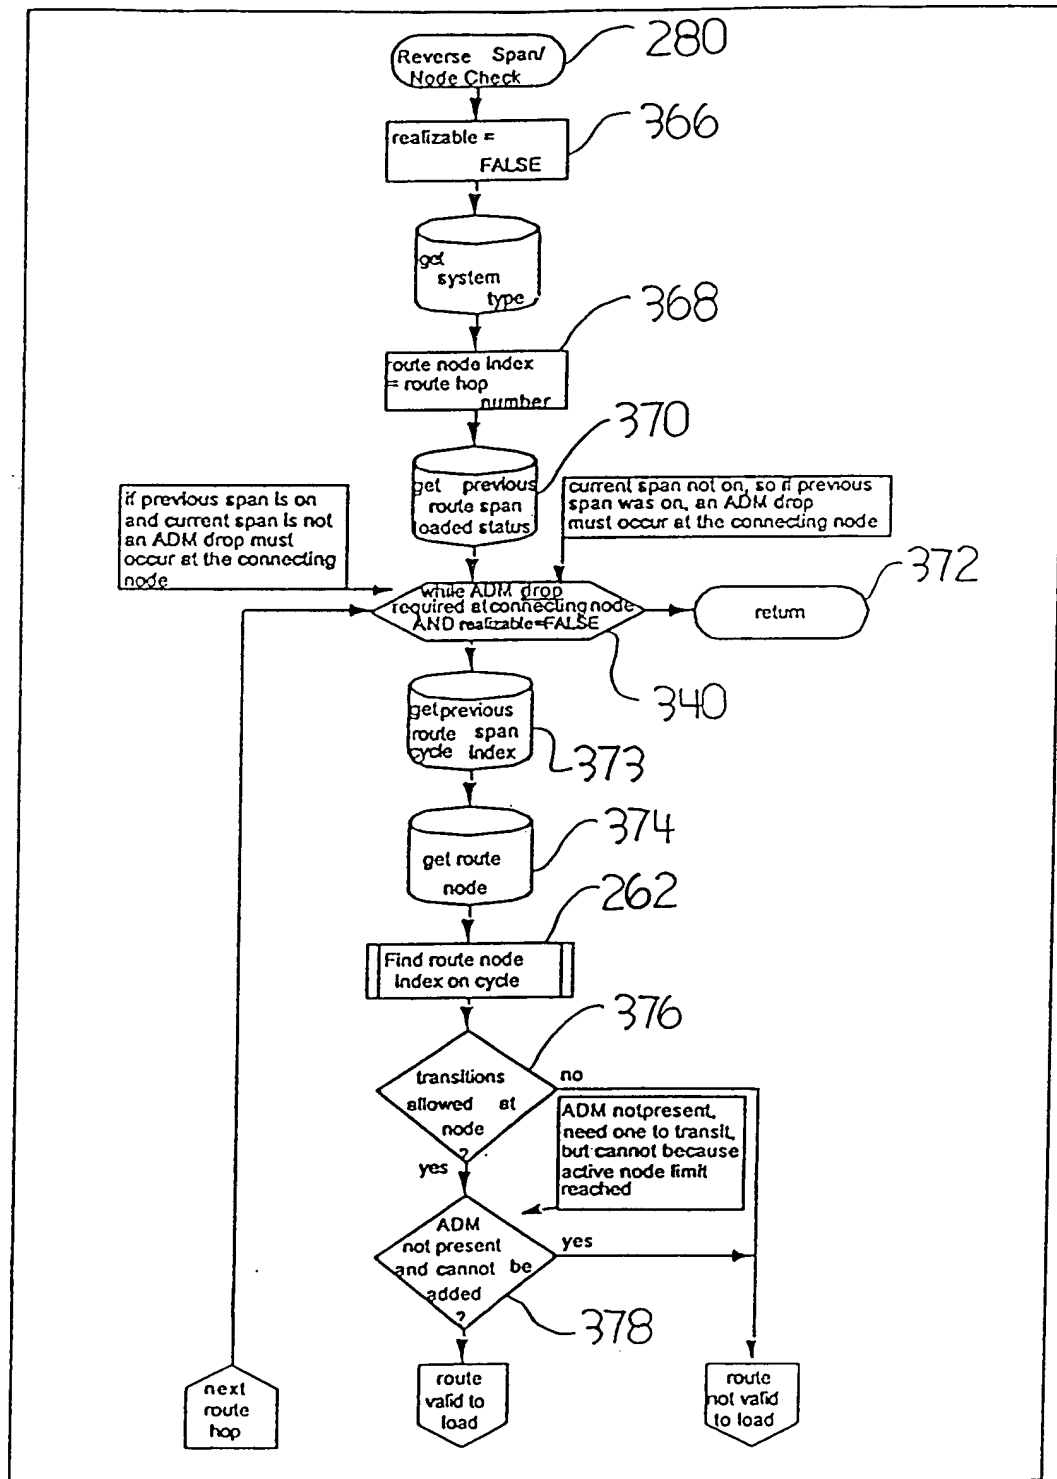 Reverse Span/
Node Check
280
realizable =
FALSE
366
get
system
type
368
route node index
= route hop
number
370
get previous
route span
loaded status
if previous span is on
and current span is not
an ADM drop must
occur at the connecting
node
current span not on, so if previous
span was on, an ADM drop
must occur at the connecting node
while ADM drop
required at connecting node
AND realizable=FALSE
372
return
340
get previous
route span
cycle index
373
374
get route
node
262
Find route node
index on cycle
376
transitions
allowed at
node
?
no
yes
ADM notpresent,
need one to transit,
but cannot because
active node limit
reached
ADM
not present
and cannot be
added
?
yes
378
next
route
hop
route
valid to
load
route
not valid
to load